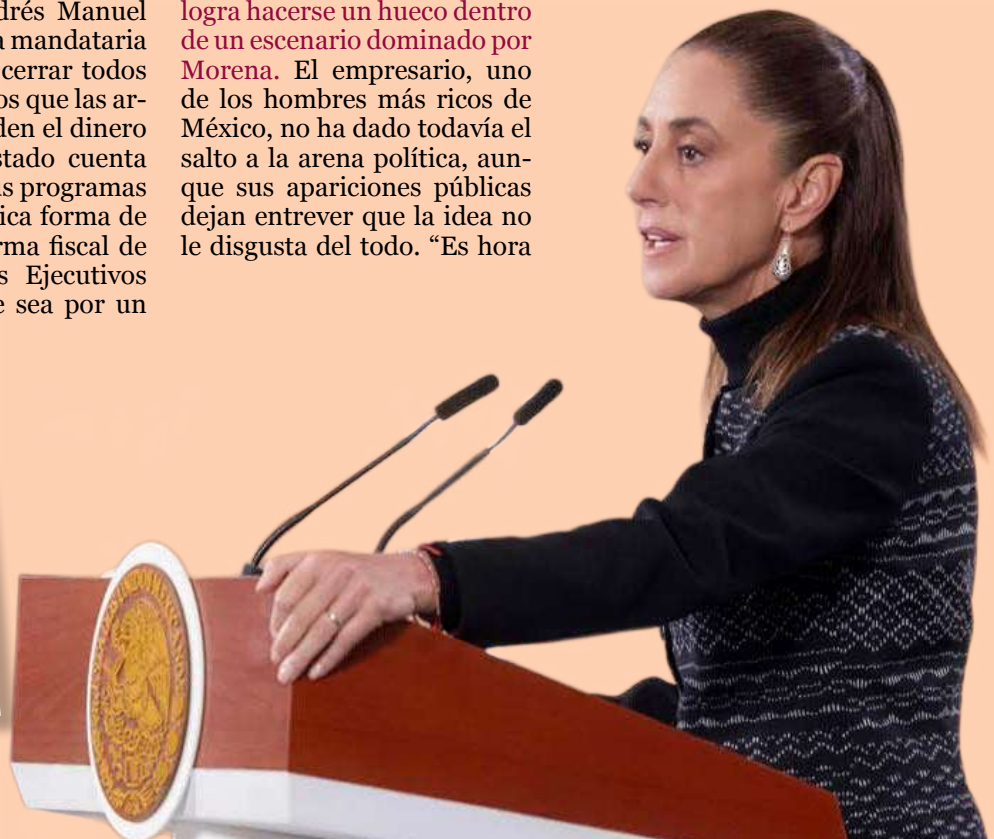 drés Manuel
a mandataria
cerrar todos
os que las ar-
den el dinero
stado cuenta
s programas
ica forma de
rma fiscal de
s Ejecutivos
e sea por un
logra hacerse un hueco dentro
de un escenario dominado por
Morena. El empresario, uno
de los hombres más ricos de
México, no ha dado todavía el
salto a la arena política, aun-
que sus apariciones públicas
dejan entrever que la idea no
le disgusta del todo. “Es hora